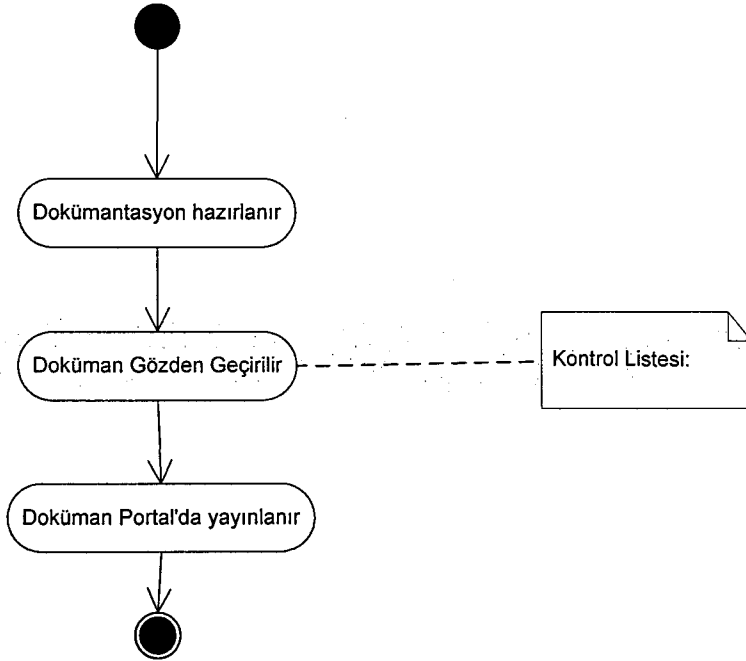 Dokümantasyon hazırlanır
Doküman Gözden Geçirilir
Kontrol Listesi:
Doküman Portal'da yayınlanır